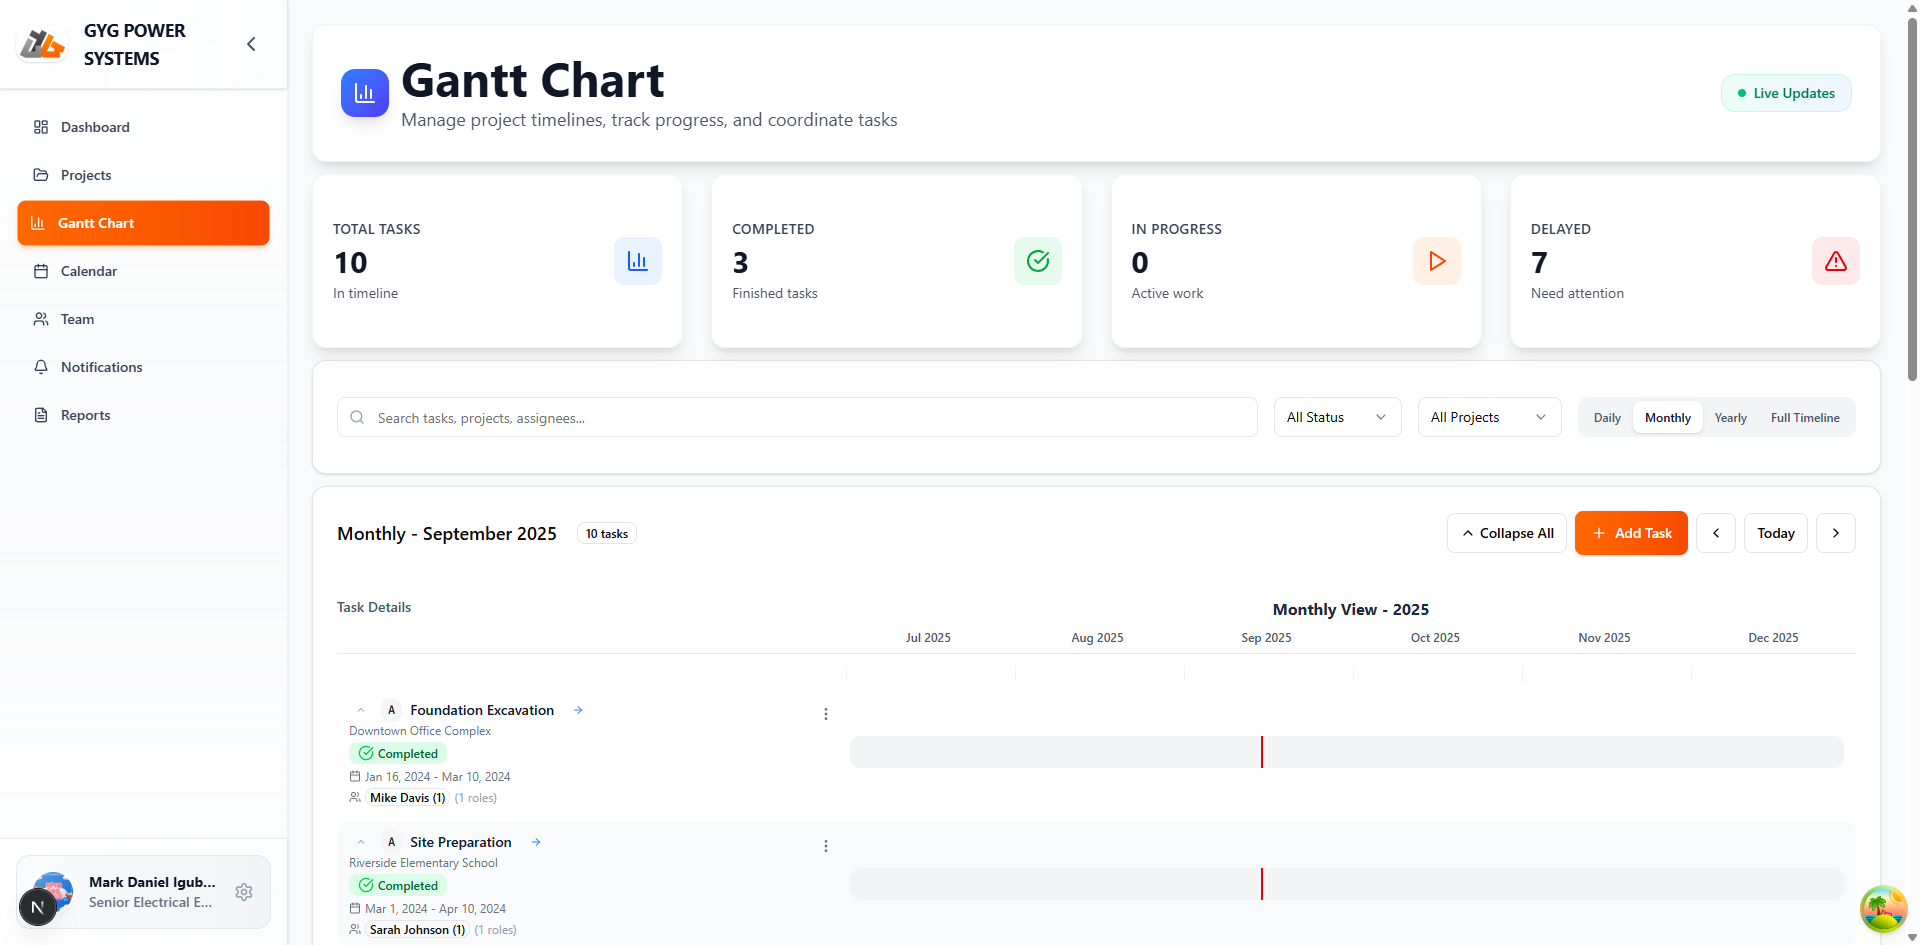 GYG POWER
SYSTEMS
Dashboard
Projects
Gantt Chart
Calendar
Team
Notifications
Reports
Mark Daniel Igub...
Senior Electrical E...
N
Gantt Chart
Manage project timelines, track progress, and coordinate tasks
Live Updates
TOTAL TASKS
10
In timeline
COMPLETED
3
Finished tasks
IN PROGRESS
0
Active work
DELAYED
7
Need attention
Search tasks, projects, assignees...
All Status
All Projects
Daily
Monthly
Yearly
Full Timeline
Monthly - September 2025
10 tasks
Collapse All
Add Task
Today
Task Details
Monthly View - 2025
Jul 2025
Aug 2025
Sep 2025
Oct 2025
Nov 2025
Dec 2025
A Foundation Excavation
Downtown Office Complex
Completed
Jan 16, 2024 - Mar 10, 2024
Mike Davis (1) (1 roles)
A Site Preparation
Riverside Elementary School
Completed
Mar 1, 2024 - Apr 10, 2024
Sarah Johnson (1) (1 roles)